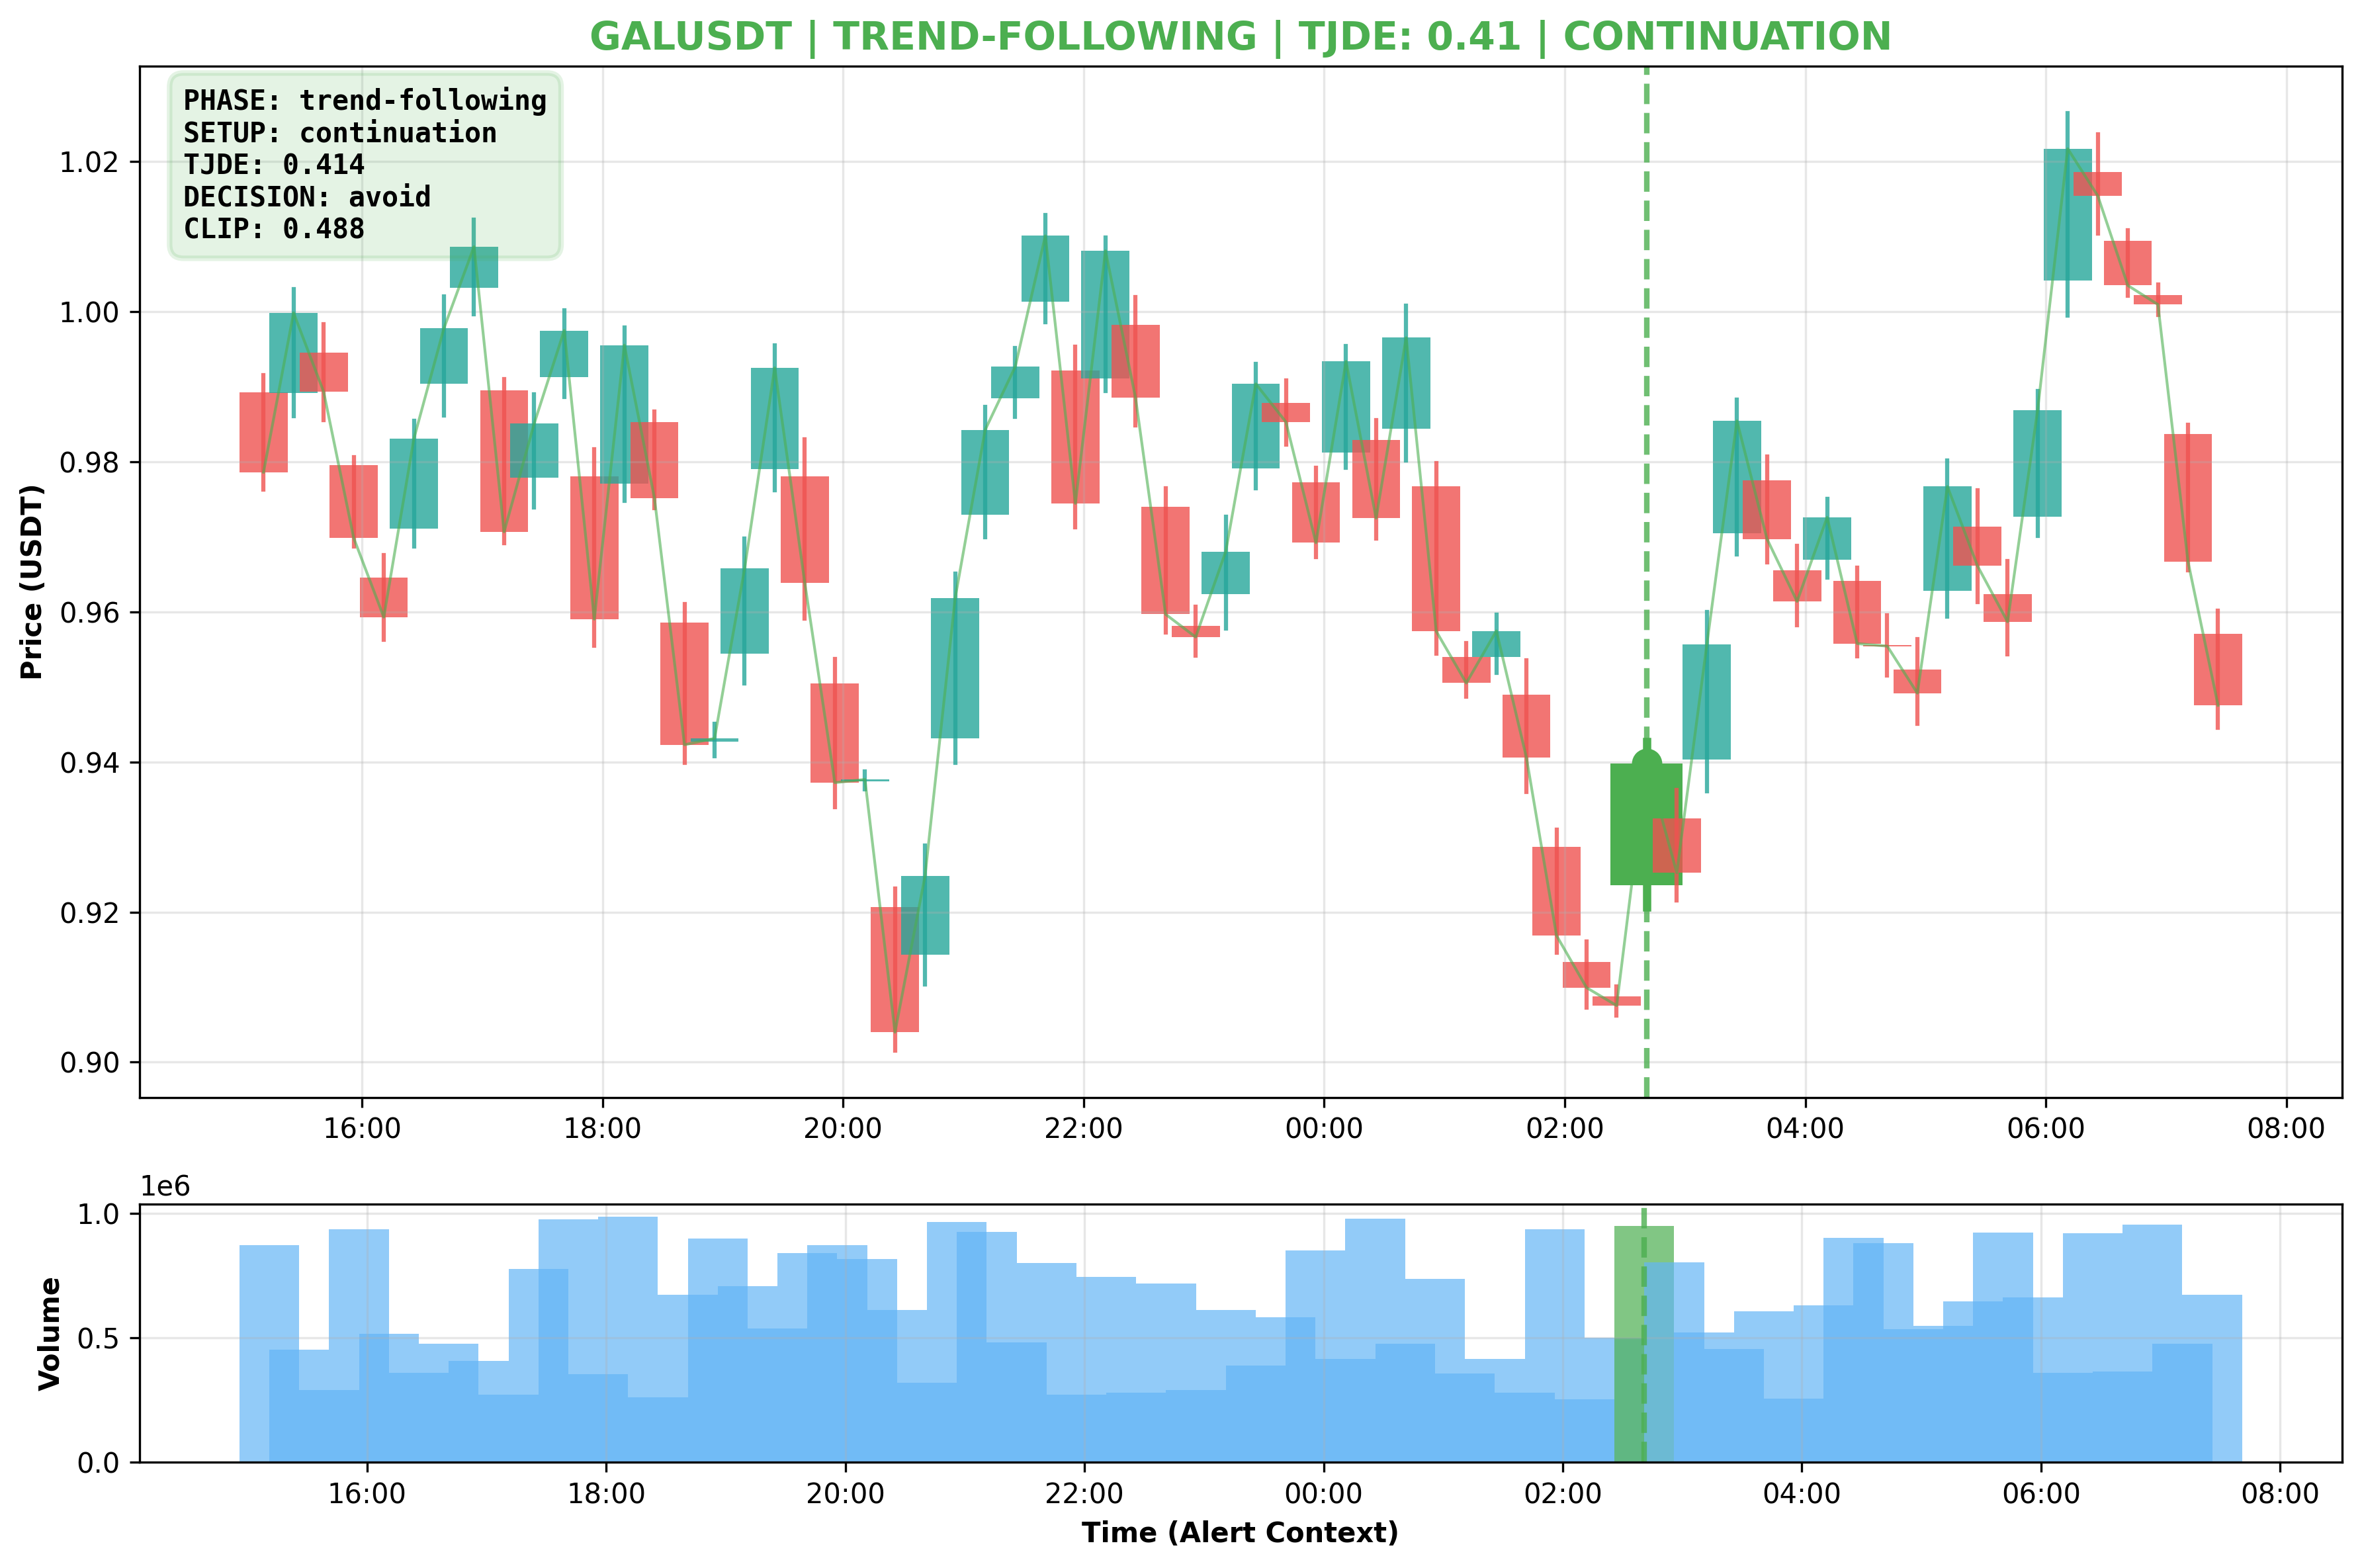 GALUSDT | TREND-FOLLOWING | TJDE: 0.41 | CONTINUATION
PHASE: trend-following
SETUP: continuation
TJDE: 0.414
DECISION: avoid
CLIP: 0.488
Price (USDT)
1.02
1.00
0.98
0.96
0.94
0.92
0.90
16:00 18:00 20:00 22:00 00:00 02:00 04:00 06:00 08:00
1e6
Volume
1.0
0.5
0.0
16:00 18:00 20:00 22:00 00:00 02:00 04:00 06:00 08:00
Time (Alert Context)